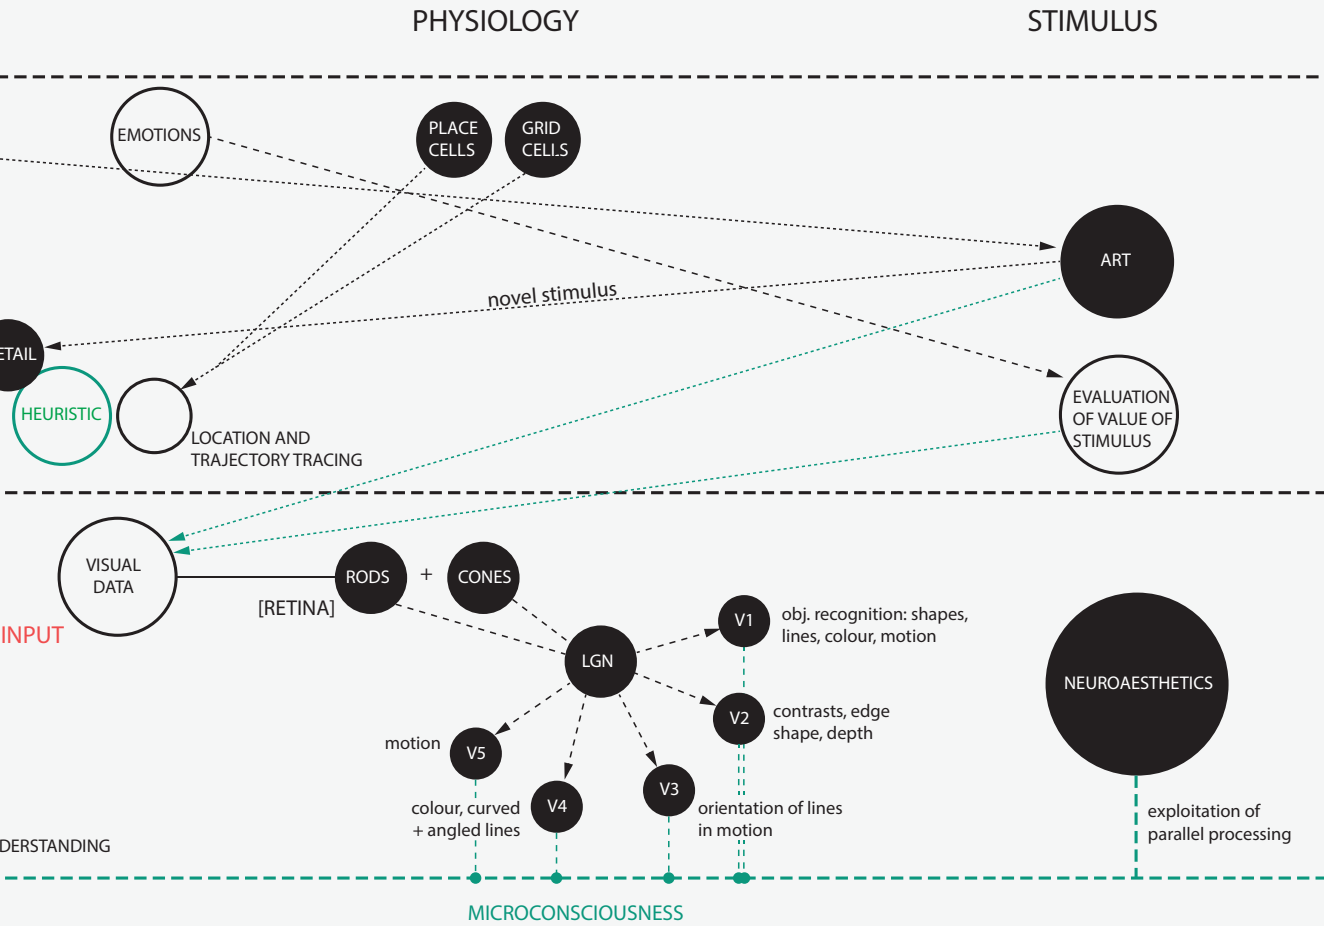 PHYSIOLOGY
STIMULUS
EMOTIONS
PLACE
CELLS
GRID
CELLS
ART
novel stimulus
ETAIL
HEURISTIC
LOCATION AND
TRAJECTORY TRACING
EVALUATION
OF VALUE OF
STIMULUS
VISUAL
DATA
RODS
+
CONES
[RETINA]
INPUT
LGN
V1
obj. recognition: shapes,
lines, colour, motion
V2
contrasts, edge
shape, depth
NEUROAESTHETICS
motion
V5
V4
colour, curved
+ angled lines
V3
orientation of lines
in motion
exploitation of
parallel processing
DERSTANDING
MICROCONSCIOUSNESS